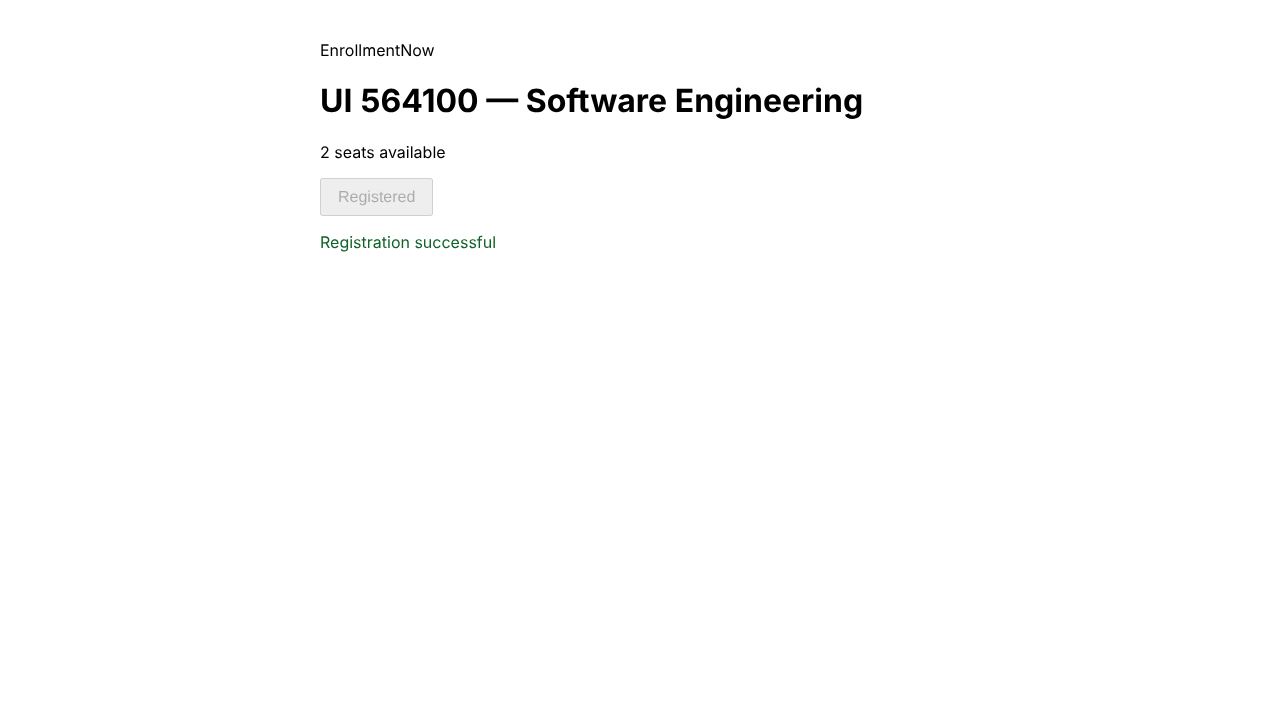 EnrollmentNow
UI 564100 — Software Engineering
2 seats available
Registered
Registration successful